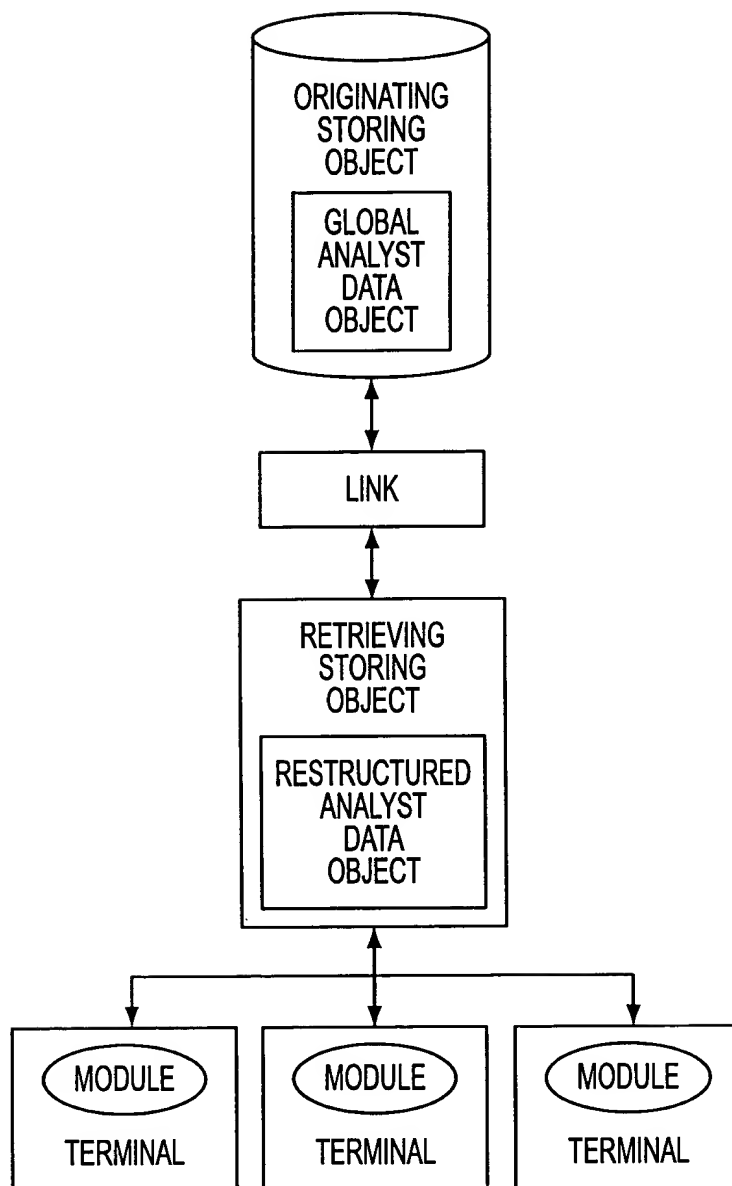 ORIGINATING
STORING
OBJECT
GLOBAL
ANALYST
DATA
OBJECT
LINK
RETRIEVING
STORING
OBJECT
RESTRUCTURED
ANALYST
DATA
OBJECT
MODULE
TERMINAL
MODULE
TERMINAL
MODULE
TERMINAL